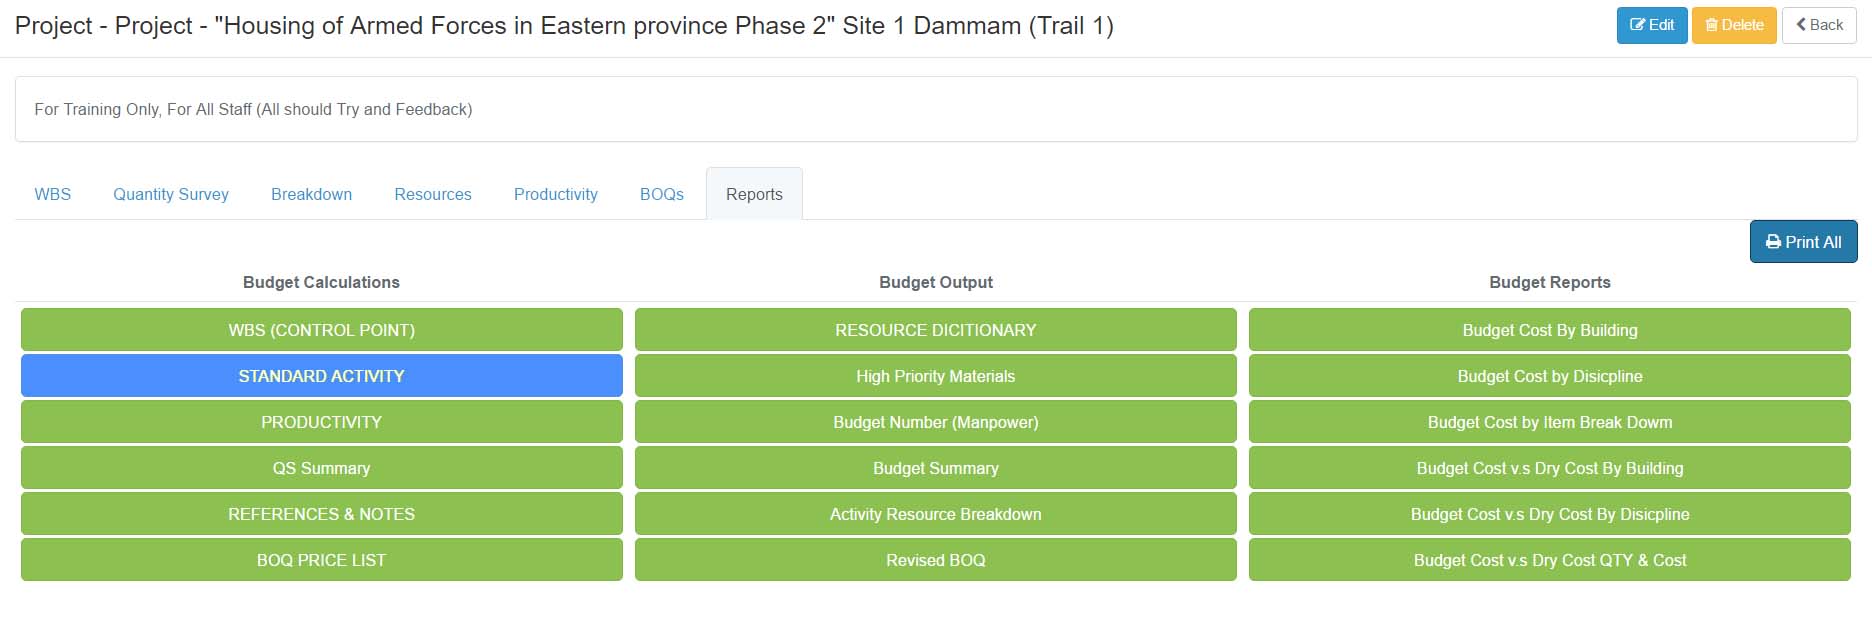 Project - Project - "Housing of Armed Forces in Eastern province Phase 2" Site 1 Dammam (Trail 1)
Edit
Delete
Back
For Training Only, For All Staff (All should Try and Feedback)
WBS
Quantity Survey
Breakdown
Resources
Productivity
BOQs
Reports
Print All
Budget Calculations
WBS (CONTROL POINT)
STANDARD ACTIVITY
PRODUCTIVITY
QS Summary
REFERENCES & NOTES
BOQ PRICE LIST
Budget Output
RESOURCE DICITIONARY
High Priority Materials
Budget Number (Manpower)
Budget Summary
Activity Resource Breakdown
Revised BOQ
Budget Reports
Budget Cost By Building
Budget Cost by Disicpline
Budget Cost by Item Break Dowm
Budget Cost v.s Dry Cost By Building
Budget Cost v.s Dry Cost By Disicpline
Budget Cost v.s Dry Cost QTY & Cost